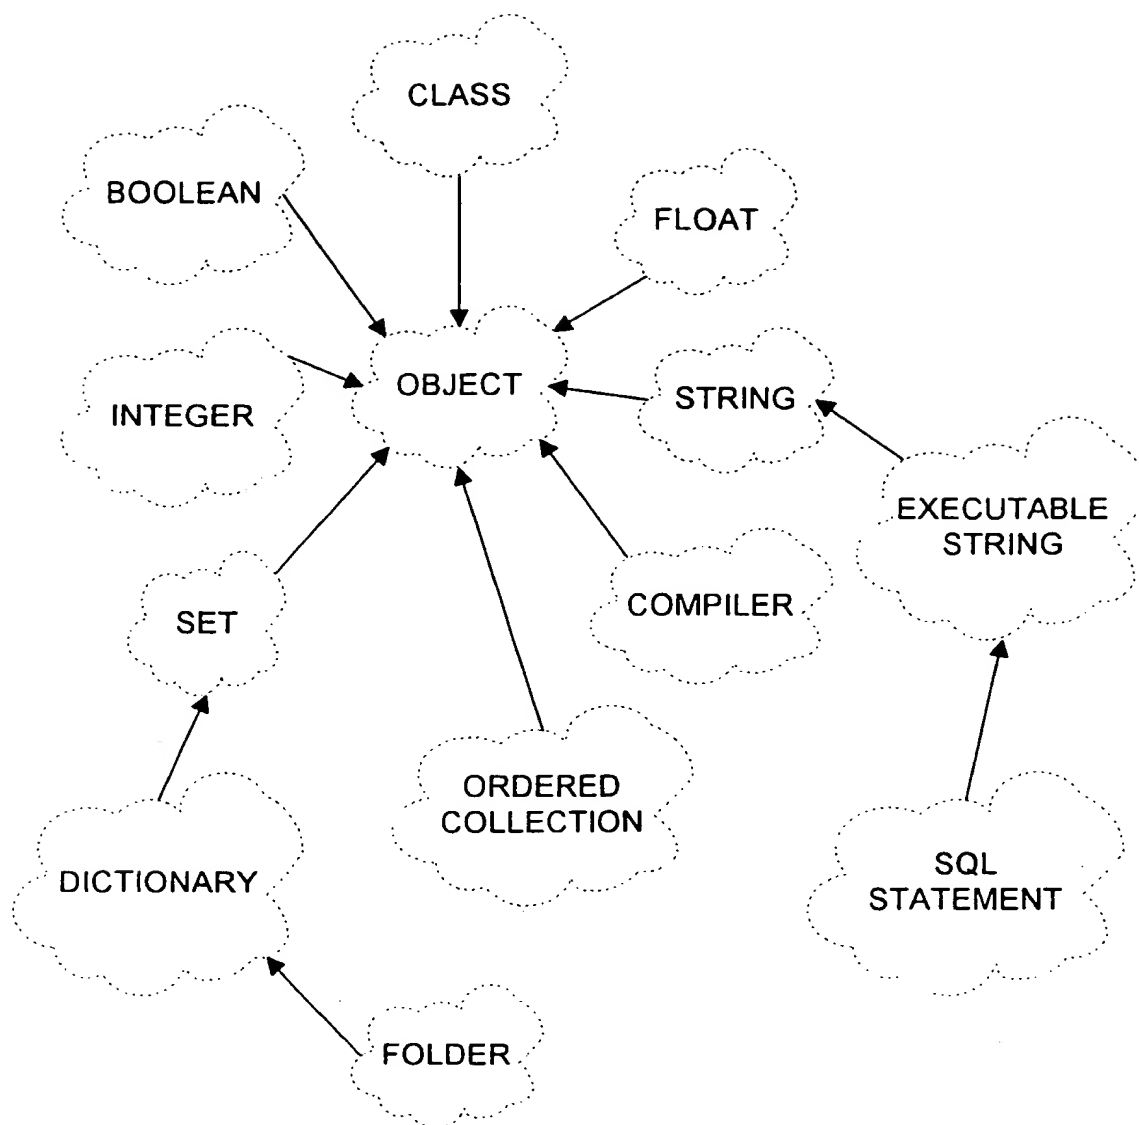 CLASS
BOOLEAN
FLOAT
OBJECT
STRING
INTEGER
EXECUTABLE
STRING
SET
COMPILER
ORDERED
COLLECTION
DICTIONARY
SQL
STATEMENT
FOLDER